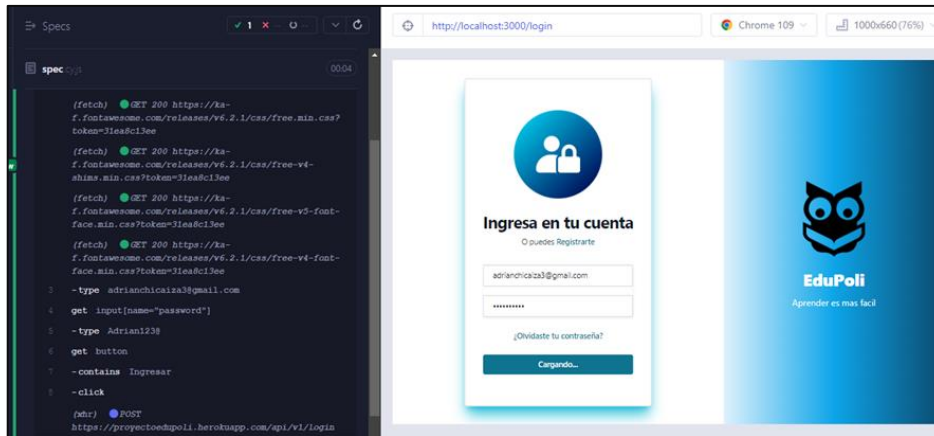 Specs
✓ 1 × --
spec.cy.js 00:04
(fetch) GET 200 https://ka-
f.fontawesome.com/releases/v6.2.1/css/free.min.css?
token=31ea8c13ee
(fetch) GET 200 https://ka-
f.fontawesome.com/releases/v6.2.1/css/free-v4-
shims.min.css?token=31ea8c13ee
(fetch) GET 200 https://ka-
f.fontawesome.com/releases/v6.2.1/css/free-v5-font-
face.min.css?token=31ea8c13ee
(fetch) GET 200 https://ka-
f.fontawesome.com/releases/v6.2.1/css/free-v4-font-
face.min.css?token=31ea8c13ee
3 -type adrianchicaiza3@gmail.com
4 get input[name="password"]
5 -type Adrian123@
6 get button
7 -contains Ingresar
8 -click
(xhr) POST
https://proyectoedupoli.herokuapp.com/api/v1/login
http://localhost:3000/login
Chrome 109
1000x660 (76%)
Ingresa en tu cuenta
O puedes Registrarte
adrianchicaiza3@gmail.com
••••••••••
¿Olvidaste tu contraseña?
Cargando...
EduPoli
Aprender es mas facil